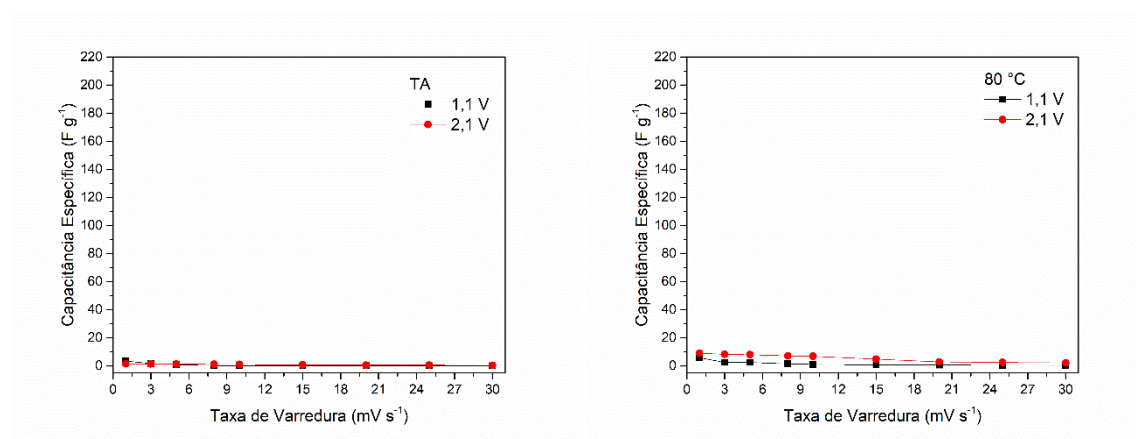 220
200
180
160
140
120
100
80
60
40
20
0
Capacitância Específica (F g⁻¹)
TA
1,1 V
2,1 V
0 3 6 9 12 15 18 21 24 27 30
Taxa de Varredura (mV s⁻¹)
220
200
180
160
140
120
100
80
60
40
20
0
Capacitância Específica (F g⁻¹)
80 °C
1,1 V
2,1 V
0 3 6 9 12 15 18 21 24 27 30
Taxa de Varredura (mV s⁻¹)